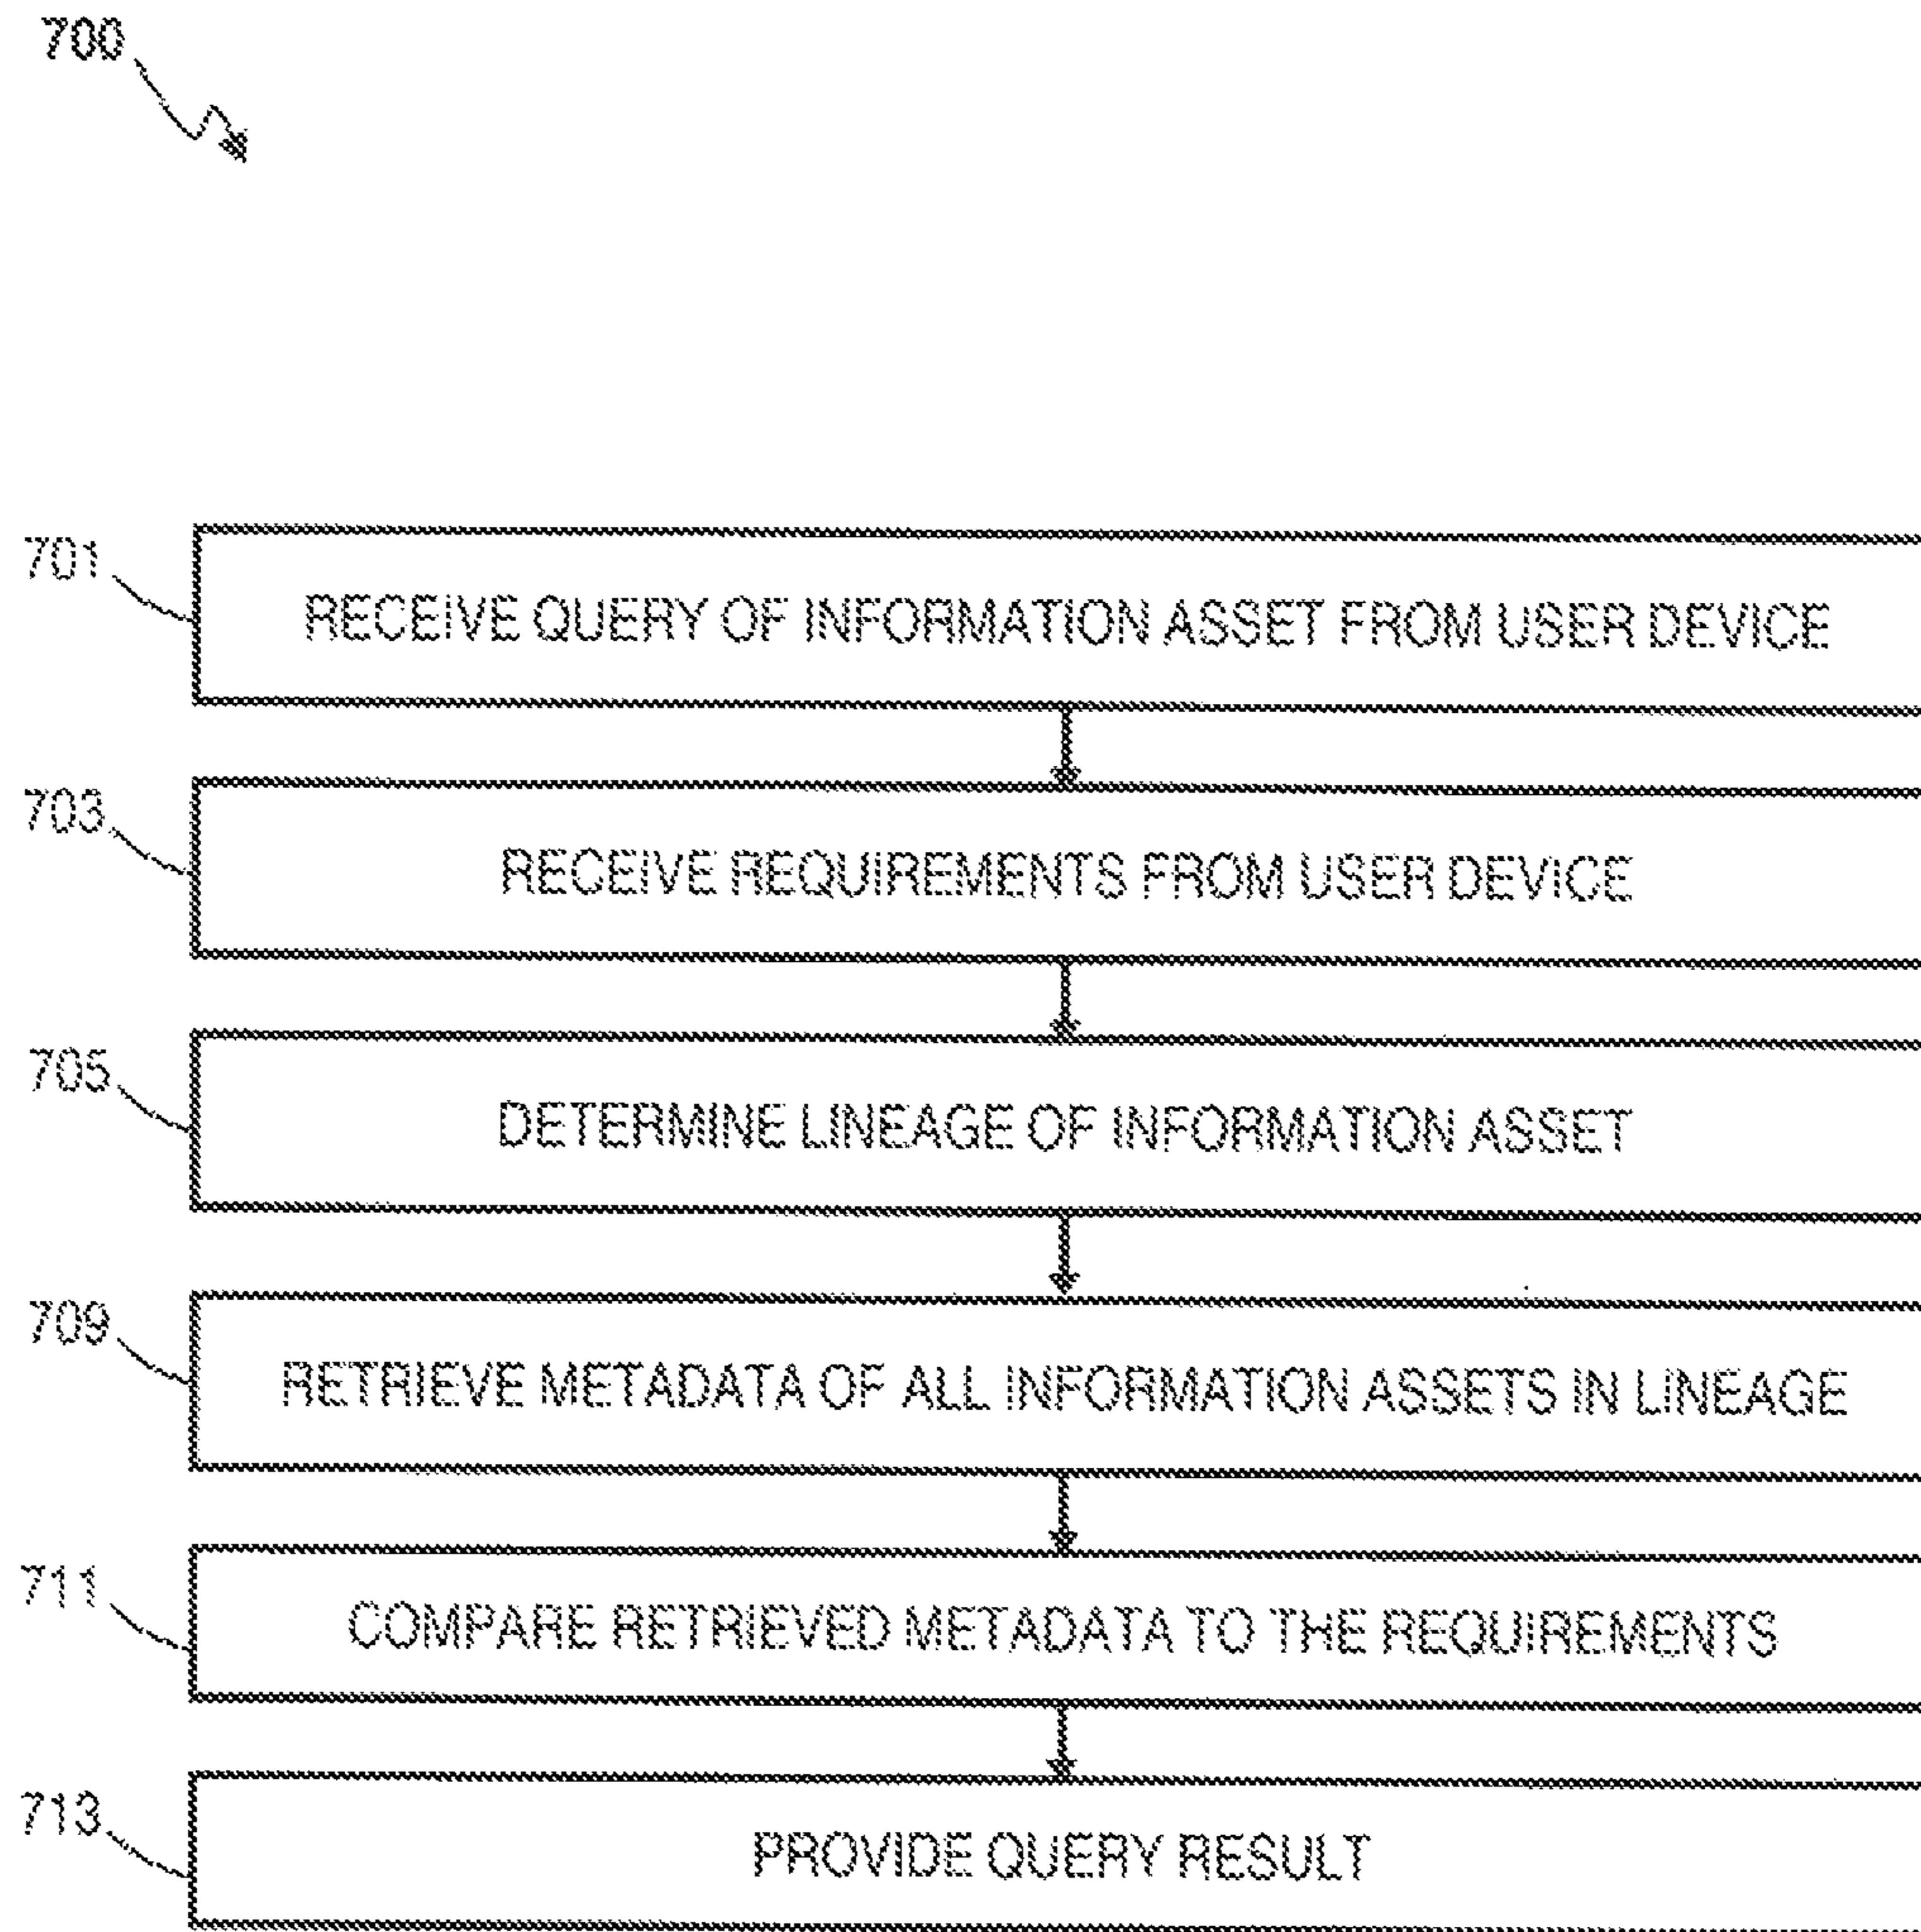 700
701
RECEIVE QUERY OF INFORMATION ASSET FROM USER DEVICE
703
RECEIVE REQUIREMENTS FROM USER DEVICE
705
DETERMINE LINEAGE OF INFORMATION ASSET
709
RETRIEVE METADATA OF ALL INFORMATION ASSETS IN LINEAGE
711
COMPARE RETRIEVED METADATA TO THE REQUIREMENTS
713
PROVIDE QUERY RESULT